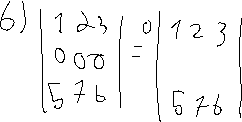 6) | 1 2 3 | 0 | 1 2 3 |
| 0 0 0 | = | |
| 5 7 6 | | 5 7 6 |